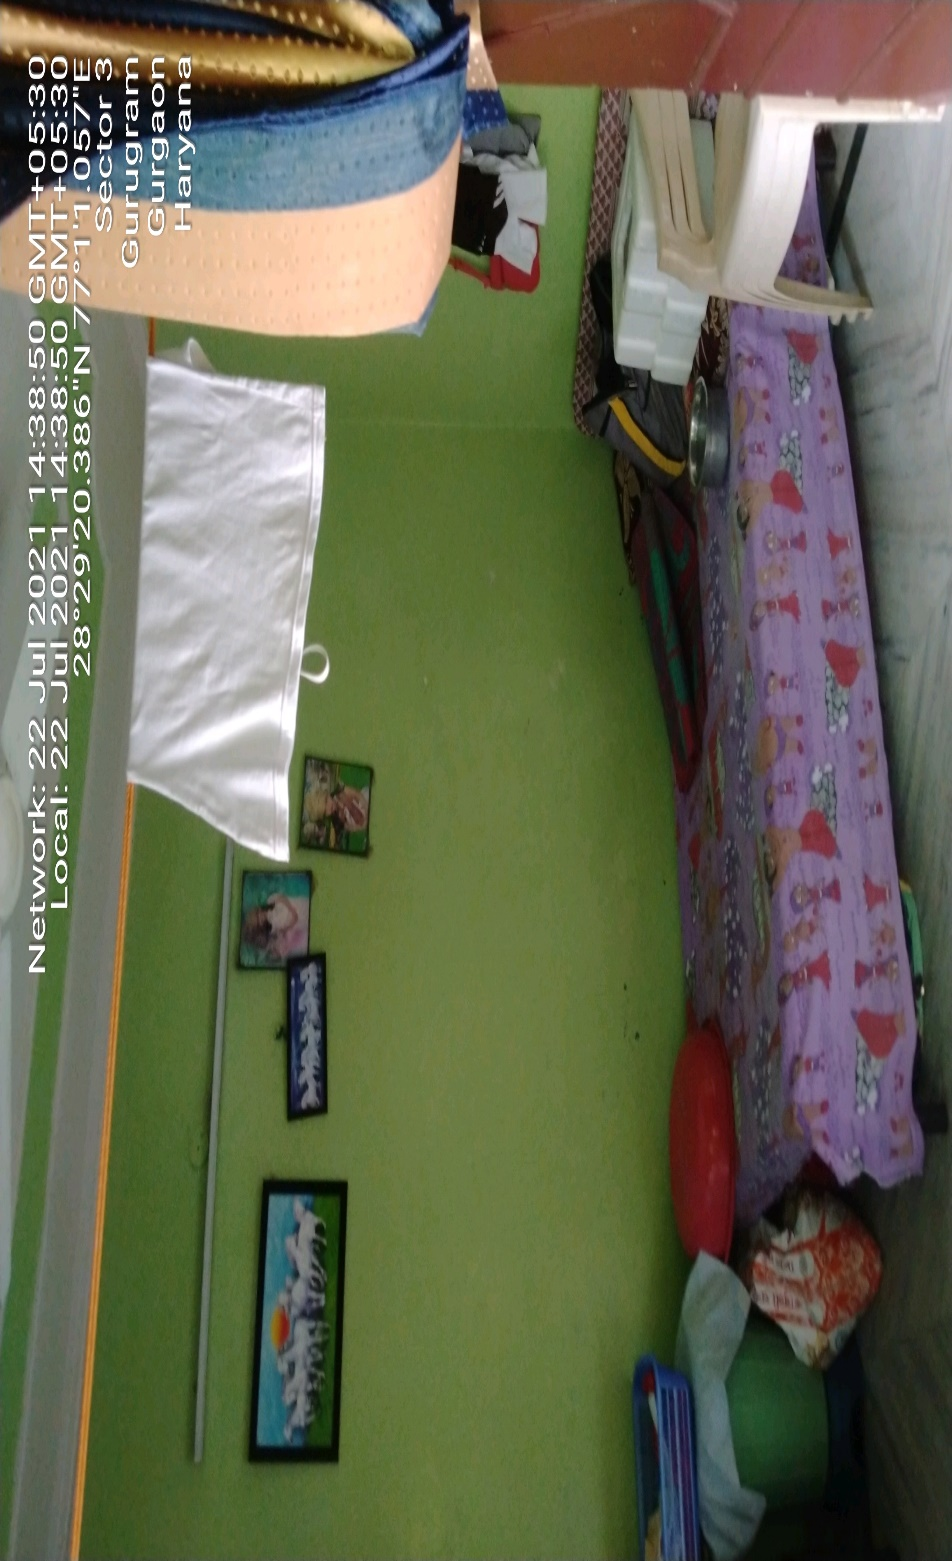 Network: 22 Jul 2021 14:38:50 GMT+05:30
Local: 22 Jul 2021 14:38:50 GMT+05:30
28°29'20.386"N 77°1'11.057"E
Sector 3
Gurugram
Gurgaon
Haryana